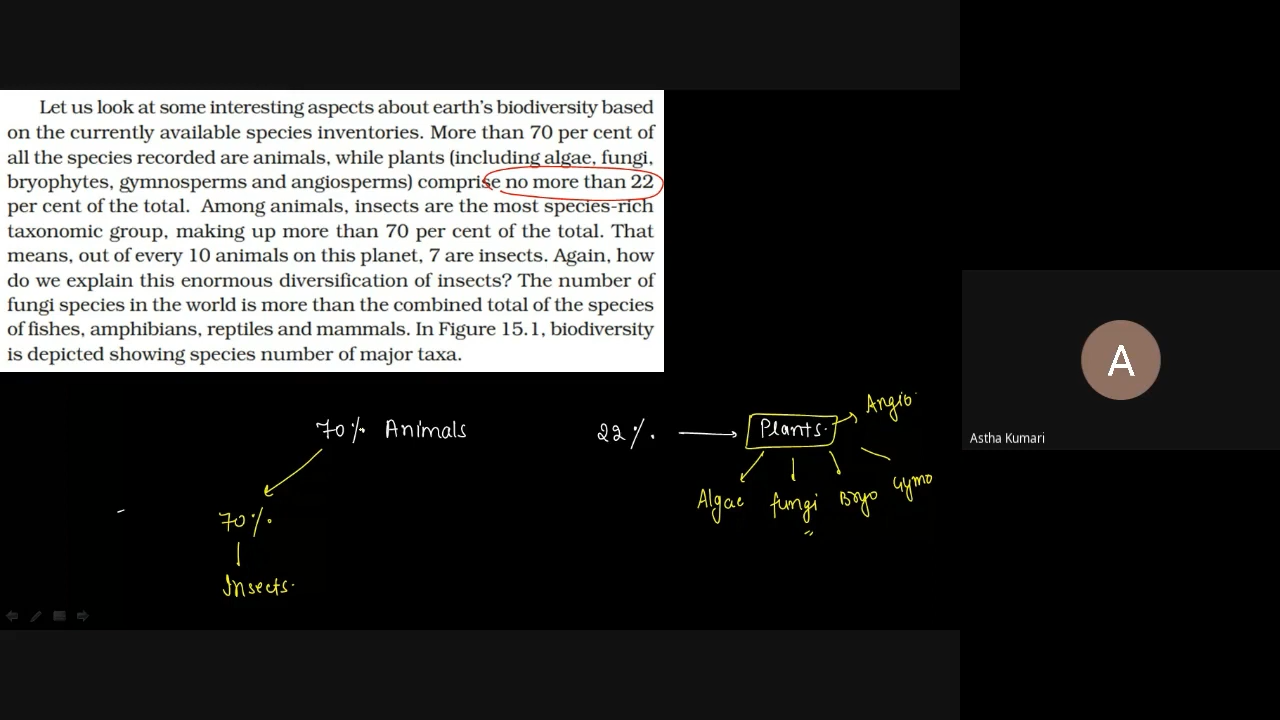 Let us look at some interesting aspects about earth's biodiversity based
on the currently available species inventories. More than 70 per cent of
all the species recorded are animals, while plants (including algae, fungi,
bryophytes, gymnosperms and angiosperms) comprise no more than 22
per cent of the total. Among animals, insects are the most species-rich
taxonomic group, making up more than 70 per cent of the total. That
means, out of every 10 animals on this planet, 7 are insects. Again, how
do we explain this enormous diversification of insects? The number of
fungi species in the world is more than the combined total of the species
of fishes, amphibians, reptiles and mammals. In Figure 15.1, biodiversity
is depicted showing species number of major taxa.
70% Animals
22%
Plants.
Angio.
Algae
fungi
Bryo
Gymo
70%
Insects.
A
Astha Kumari